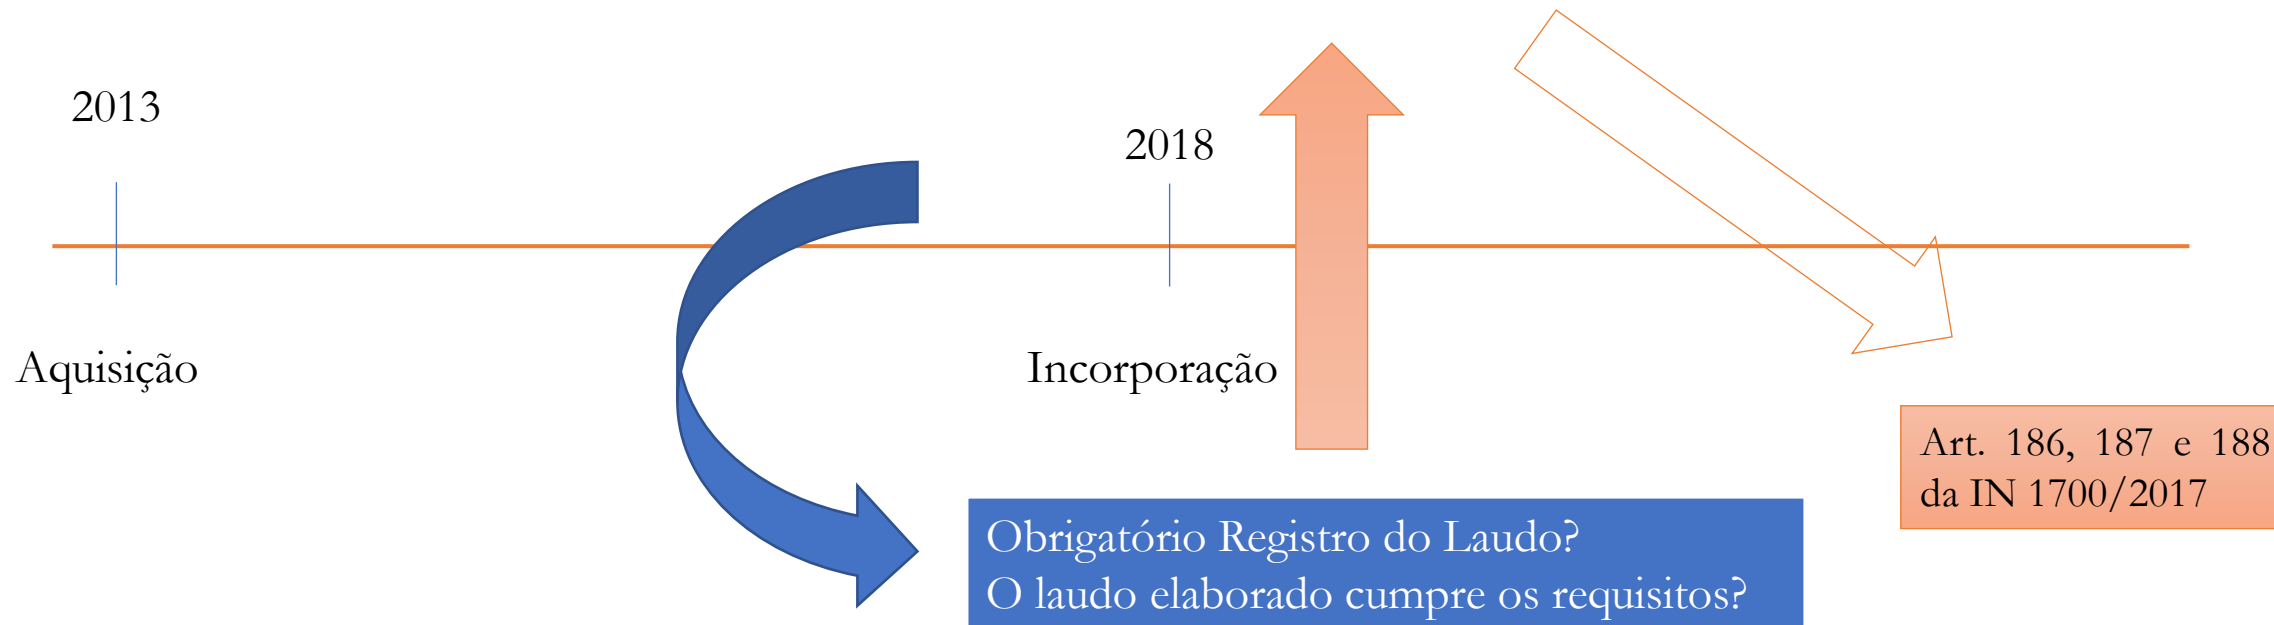 2013
2018
Aquisição
Incorporação
Art. 186, 187 e 188
da IN 1700/2017
Obrigatório Registro do Laudo?
O laudo elaborado cumpre os requisitos?